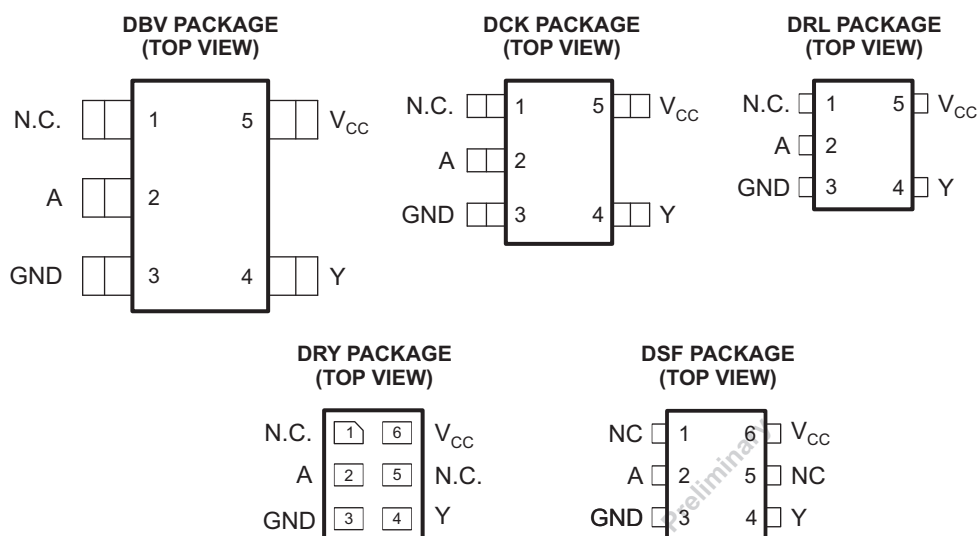 DBV PACKAGE
(TOP VIEW)
N.C. 1 5 VCC
A 2
GND 3 4 Y
DCK PACKAGE
(TOP VIEW)
N.C. 1 5 VCC
A 2
GND 3 4 Y
DRL PACKAGE
(TOP VIEW)
N.C. 1 5 VCC
A 2
GND 3 4 Y
DRY PACKAGE
(TOP VIEW)
N.C. 1 6 VCC
A 2 5 N.C.
GND 3 4 Y
DSF PACKAGE
(TOP VIEW)
NC 1 6 VCC
A 2 5 NC
GND 3 4 Y
Preliminary